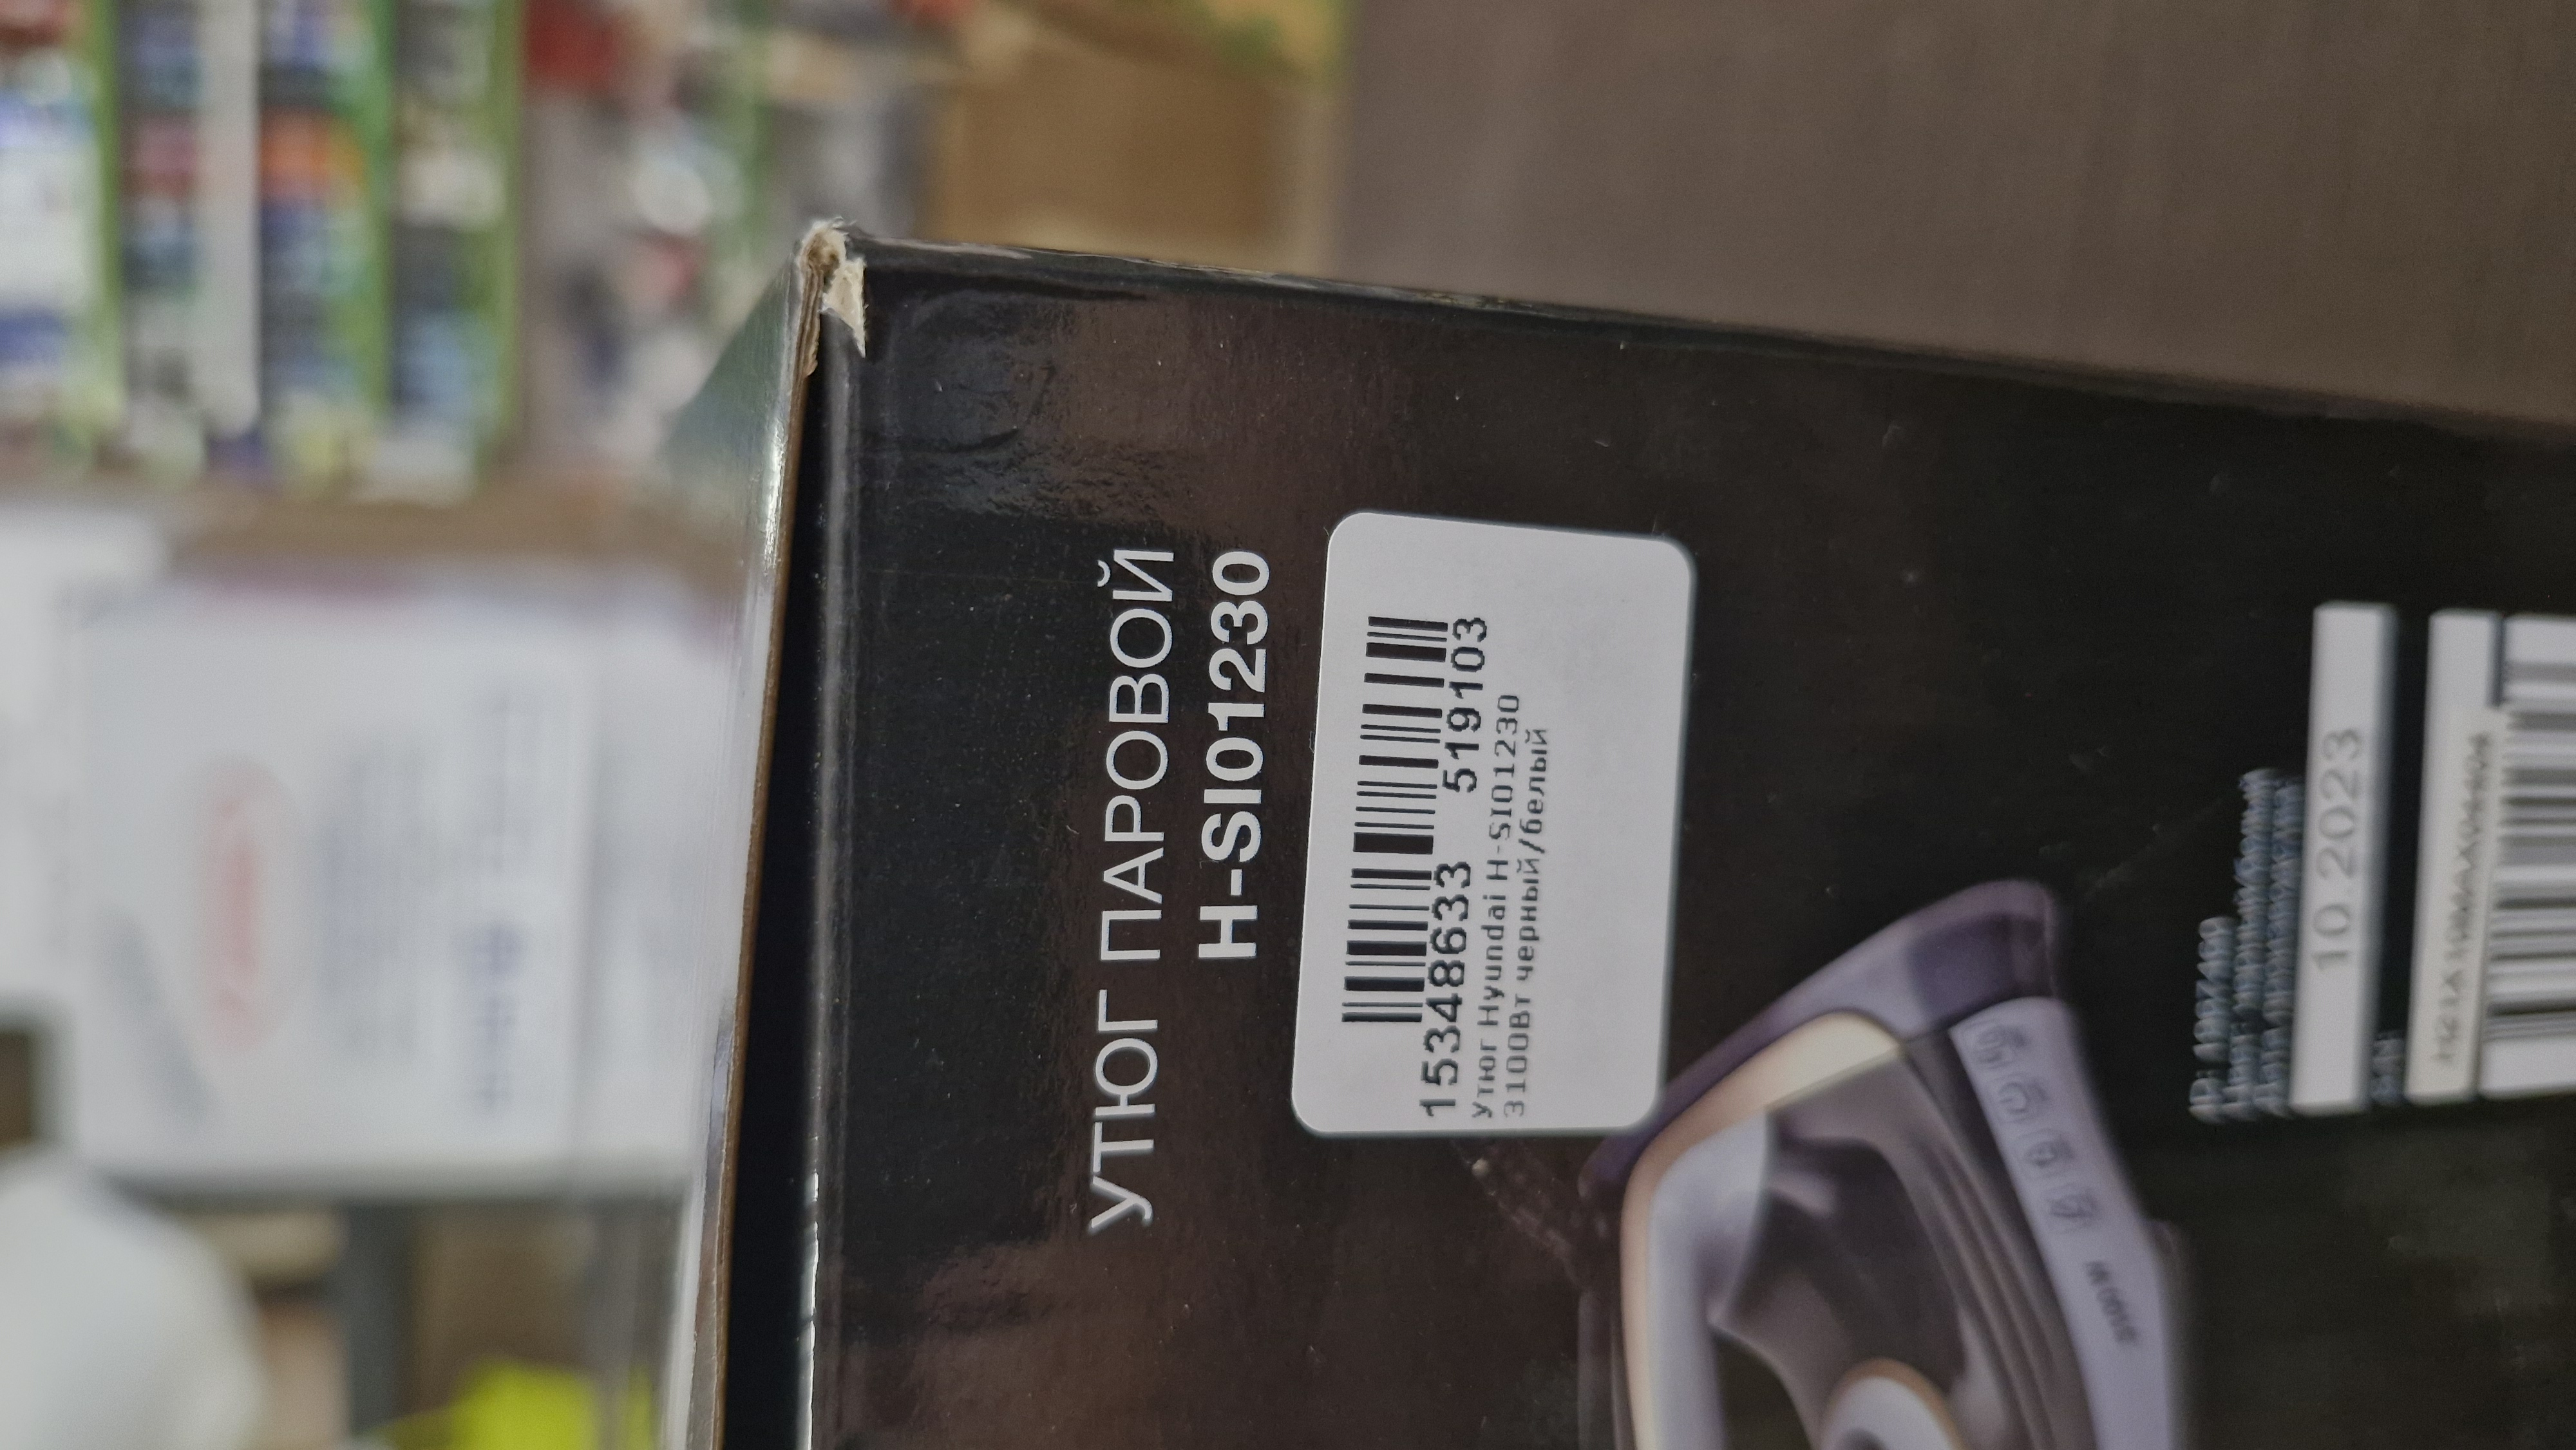 УТЮГ ПАРОВОЙ
H-SI01230
15348633 519103
Утюг Hyundai H-SI01230
3100Вт черный/белый
10.2023